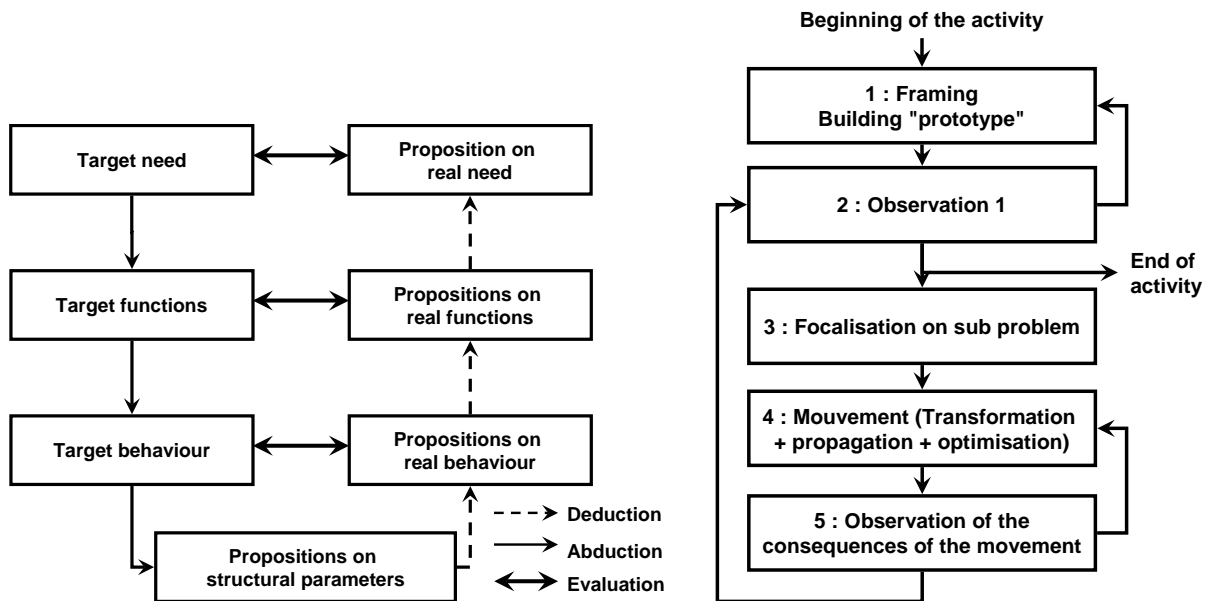 Target need
Proposition on
real need
Target functions
Propositions on
real functions
Target behaviour
Propositions on
real behaviour
Propositions on
structural parameters
Deduction
Abduction
Evaluation
Beginning of the activity
1 : Framing
Building "prototype"
2 : Observation 1
End of
activity
3 : Focalisation on sub problem
4 : Mouvement (Transformation
+ propagation + optimisation)
5 : Observation of the
consequences of the movement